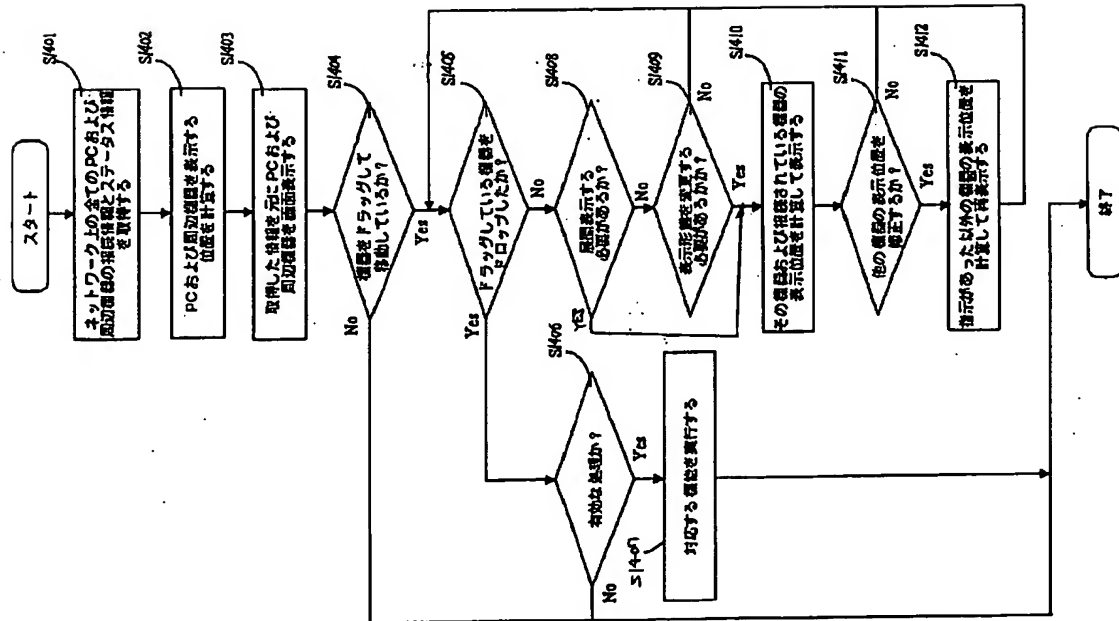 スタート
S1401
ネットワーク上の全てのPCおよび
周辺機器の接続情報とステータス情報
を取得する
S1402
PCおよび周辺機器を表示する
位置を計算する
S1403
取得した情報を元にPCおよび
周辺機器を画面表示する
S1404
機器をドラッグして
移動しているか?
No
Yes
S1405
ドラッグしている機器を
ドロップしたか?
Yes
No
S1406
有効な処理か?
No
Yes
S1407
対応する機能を実行する
S1408
展開表示する
必要があるか?
YES
No
S1409
表示形態を変更する
必要があるかか?
No
Yes
S1410
その機器および接続されている機器の
表示位置を計算して表示する
S1411
他の機器の表示位置を
修正するか?
No
Yes
S1412
指示があった以外の機器の表示位置を
計算して再表示する
終了